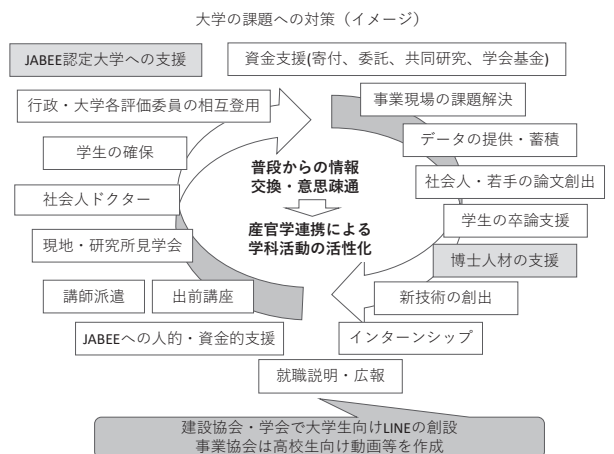 大学の課題への対策（イメージ）
JABEE認定大学への支援
資金支援(寄付、委託、共同研究、学会基金)
行政・大学各評価委員の相互登用
事業現場の課題解決
学生の確保
データの提供・蓄積
普段からの情報
交換・意思疎通
社会人・若手の論文創出
社会人ドクター
産官学連携による
学科活動の活性化
学生の卒論支援
現地・研究所見学会
博士人材の支援
講師派遣
出前講座
新技術の創出
JABEEへの人的・資金的支援
インターンシップ
就職説明・広報
建設協会・学会で大学生向けLINEの創設
事業協会は高校生向け動画等を作成